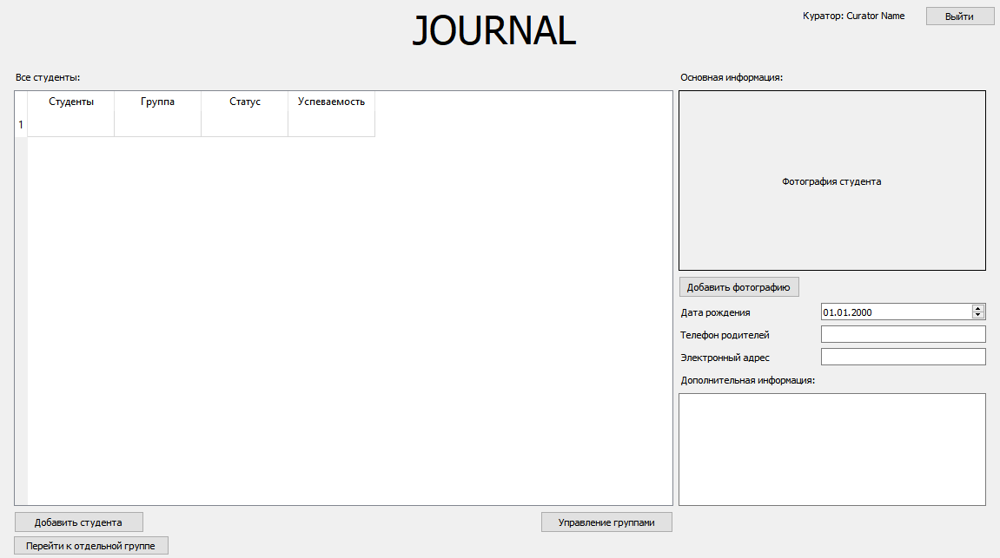 JOURNAL
Куратор: Curator Name
Выйти
Все студенты:
Студенты Группа Статус Успеваемость
1
Основная информация:
Фотография студента
Добавить фотографию
Дата рождения 01.01.2000
Телефон родителей
Электронный адрес
Дополнительная информация:
Добавить студента
Управление группами
Перейти к отдельной группе